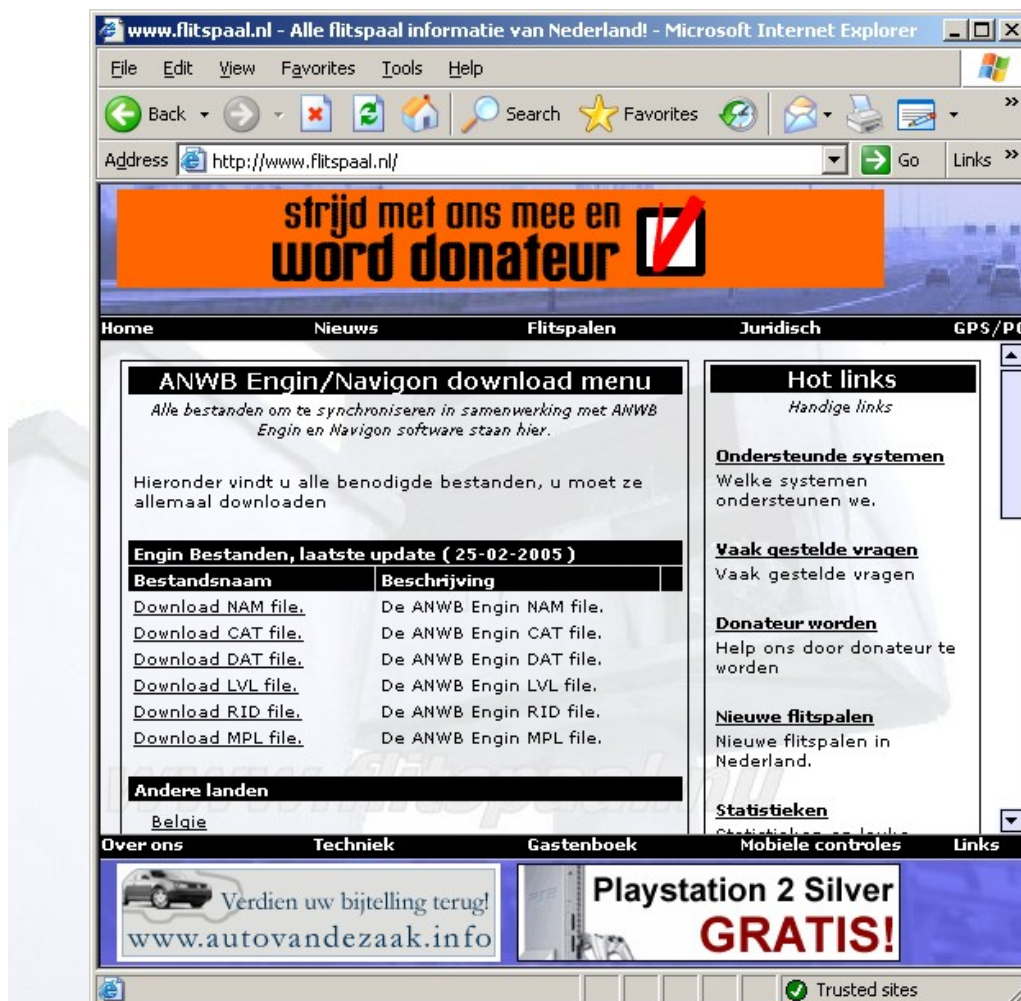 www.flitspaal.nl - Alle flitspaal informatie van Nederland! - Microsoft Internet Explorer
File Edit View Favorites Tools Help
Back Search Favorites »
Address http://www.flitspaal.nl/ Go Links »
strijd met ons mee en
word donateur
Home Nieuws Flitspalen Juridisch GPS/PO
ANWB Engin/Navigon download menu
Alle bestanden om te synchroniseren in samenwerking met ANWB
Engin en Navigon software staan hier.
Hieronder vindt u alle benodigde bestanden, u moet ze
allemaal downloaden
Engin Bestanden, laatste update ( 25-02-2005 )
Bestandsnaam Beschrijving
Download NAM file. De ANWB Engin NAM file.
Download CAT file. De ANWB Engin CAT file.
Download DAT file. De ANWB Engin DAT file.
Download LVL file. De ANWB Engin LVL file.
Download RID file. De ANWB Engin RID file.
Download MPL file. De ANWB Engin MPL file.
Andere landen
Belgie
www.flitspaal.nl
Hot links
Handige links
Ondersteunde systemen
Welke systemen
ondersteunen we.
Vaak gestelde vragen
Vaak gestelde vragen
Donateur worden
Help ons door donateur te
worden
Nieuwe flitspalen
Nieuwe flitspalen in
Nederland.
Statistieken
Statistieken en leuke
Over ons Techniek Gastenboek Mobiele controles Links
Verdien uw bijtelling terug!
www.autovandezaak.info
Playstation 2 Silver
GRATIS!
Trusted sites